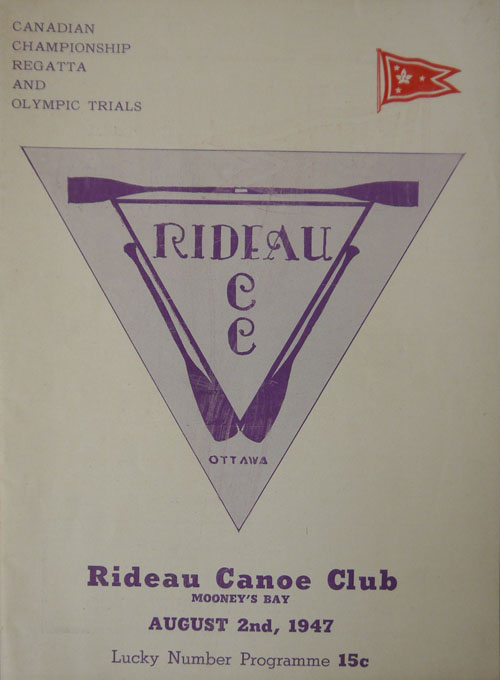 CANADIAN
CHAMPIONSHIP
REGATTA
AND
OLYMPIC TRIALS
RIDEAU
C
C
OTTAWA
Rideau Canoe Club
MOONEY'S BAY
AUGUST 2nd, 1947
Lucky Number Programme 15c